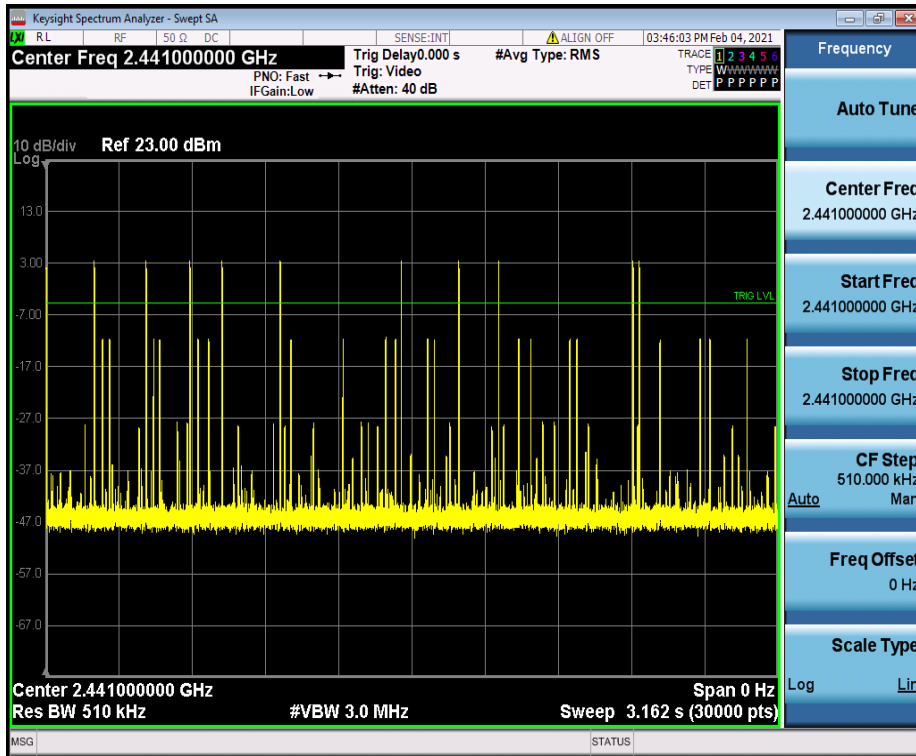 Keysight Spectrum Analyzer - Swept SA
LXI RL RF 50 Ω DC SENSE:INT ALIGN OFF 03:46:03 PM Feb 04, 2021
Center Freq 2.441000000 GHz Trig Delay0.000 s #Avg Type: RMS TRACE 1 2 3 4 5 6
PNO: Fast Trig: Video TYPE WWWWWW
IFGain:Low #Atten: 40 dB DET P P P P P P
10 dB/div Ref 23.00 dBm
Log
13.0
3.00
TRIG LVL
-7.00
-17.0
-27.0
-37.0
-47.0
-57.0
-67.0
Center 2.441000000 GHz Span 0 Hz
Res BW 510 kHz #VBW 3.0 MHz Sweep 3.162 s (30000 pts)
MSG STATUS
Frequency
Auto Tune
Center Freq
2.441000000 GHz
Start Freq
2.441000000 GHz
Stop Freq
2.441000000 GHz
CF Step
510.000 kHz
Auto Man
Freq Offset
0 Hz
Scale Type
Log Lin